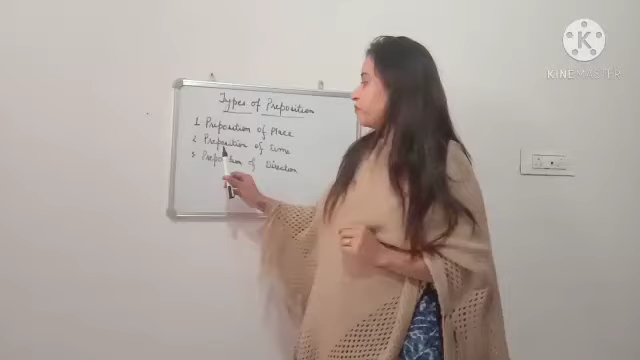 KINEMASTER
Types of Preposition
1 Preposition of Place
2 Preposition of Time
3 Preposition of Direction